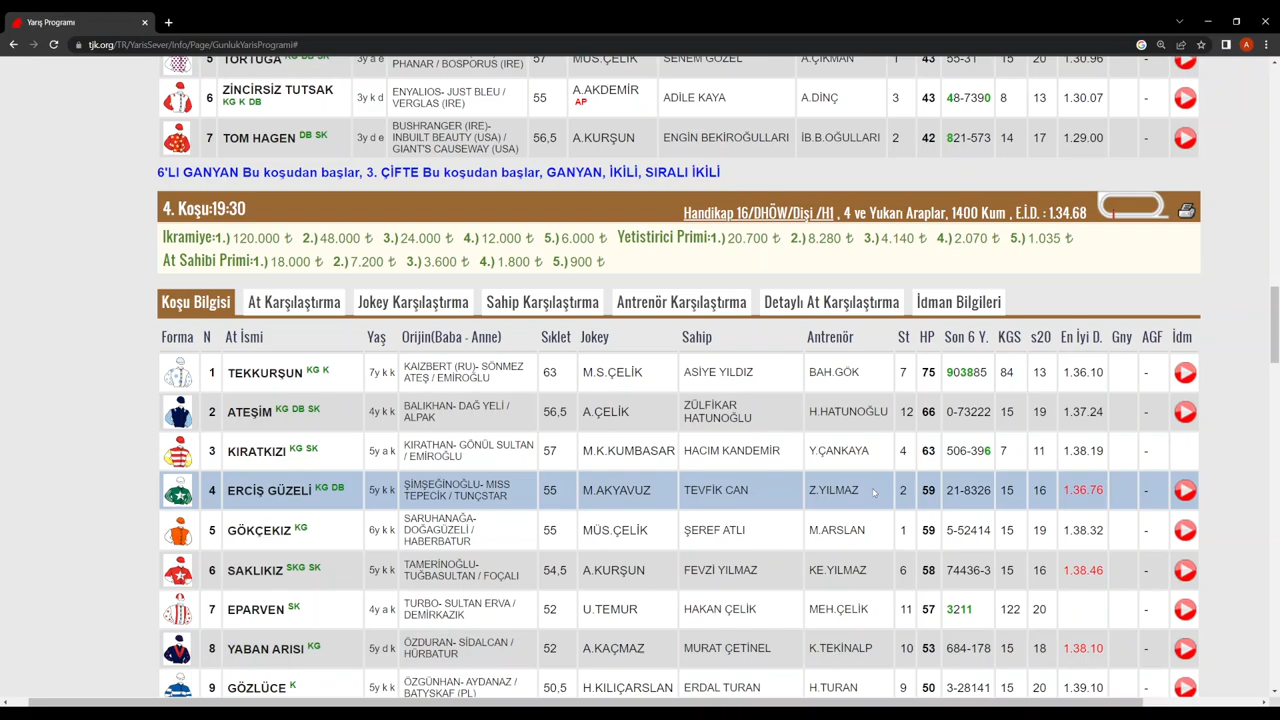 Yarış Programı
tjk.org/TR/YarisSever/Info/Page/GunlukYarisProgrami#
A
5 TORTUGA KG DB SK 3y a e PHANAR / BOSPORUS (IRE) 57 MÜS.ÇELİK SENEM GÜZEL A.ÇIKMAN 1 43 55-31 15 20 1.30.96
6 ZİNCİRSİZ TUTSAK KG K DB 3y k d ENYALIOS- JUST BLEU / VERGLAS (IRE) 55 A.AKDEMİR AP ADİLE KAYA A.DİNÇ 3 43 48-7390 8 13 1.30.07 -
7 TOM HAGEN DB SK 3y d e BUSHRANGER (IRE)- INBUILT BEAUTY (USA) / GIANT'S CAUSEWAY (USA) 56,5 A.KURŞUN ENGİN BEKİROĞULLARI İB.B.OĞULLARI 2 42 821-573 14 17 1.29.00 -
6'LI GANYAN Bu koşudan başlar, 3. ÇİFTE Bu koşudan başlar, GANYAN, İKİLİ, SIRALI İKİLİ
4. Koşu:19:30 Handikap 16/DHÖW/Dişi /H1 , 4 ve Yukarı Araplar, 1400 Kum , E.İ.D. : 1.34.68
Ikramiye:1.) 120.000 ₺ 2.) 48.000 ₺ 3.) 24.000 ₺ 4.) 12.000 ₺ 5.) 6.000 ₺ Yetistirici Primi:1.) 20.700 ₺ 2.) 8.280 ₺ 3.) 4.140 ₺ 4.) 2.070 ₺ 5.) 1.035 ₺
At Sahibi Primi:1.) 18.000 ₺ 2.) 7.200 ₺ 3.) 3.600 ₺ 4.) 1.800 ₺ 5.) 900 ₺
Koşu Bilgisi At Karşılaştırma Jokey Karşılaştırma Sahip Karşılaştırma Antrenör Karşılaştırma Detaylı At Karşılaştırma İdman Bilgileri
Forma N At İsmi Yaş Orijin(Baba - Anne) Sıklet Jokey Sahip Antrenör St HP Son 6 Y. KGS s20 En İyi D. Gny AGF İdm
1 TEKKURŞUN KG K 7y k k KAIZBERT (RU)- SÖNMEZ ATEŞ / EMİROĞLU 63 M.S.ÇELİK ASİYE YILDIZ BAH.GÖK 7 75 903885 84 13 1.36.10 -
2 ATEŞİM KG DB SK 4y k k BALIKHAN- DAĞ YELİ / ALPAK 56,5 A.ÇELİK ZÜLFİKAR HATUNOĞLU H.HATUNOĞLU 12 66 0-73222 15 19 1.37.24 -
3 KIRATKIZI KG SK 5y a k KIRATHAN- GÖNÜL SULTAN / EMİROĞLU 57 M.K.KUMBASAR HACIM KANDEMİR Y.ÇANKAYA 4 63 506-396 7 11 1.38.19 -
4 ERCİŞ GÜZELİ KG DB 5y k k ŞİMŞEĞİNOĞLU- MISS TEPECİK / TUNÇSTAR 55 M.AKYAVUZ TEVFİK CAN Z.YILMAZ 2 59 21-8326 15 16 1.36.76 -
5 GÖKÇEKIZ KG 6y k k SARUHANAĞA- DOĞAGÜZELİ / HABERBATUR 55 MÜS.ÇELİK ŞEREF ATLI M.ARSLAN 1 59 5-52414 15 19 1.38.32 -
6 SAKLIKIZ SKG SK 5y k k TAMERİNOĞLU- TUĞBASULTAN / FOÇALI 54,5 A.KURŞUN FEVZİ YILMAZ KE.YILMAZ 6 58 74436-3 15 16 1.38.46 -
7 EPARVEN SK 4y a k TURBO- SULTAN ERVA / DEMİRKAZIK 52 U.TEMUR HAKAN ÇELİK MEH.ÇELİK 11 57 3211 122 20 -
8 YABAN ARISI KG 5y d k ÖZDURAN- SİDALCAN / HÜRBATUR 52 A.KAÇMAZ MURAT ÇETİNEL K.TEKİNALP 10 53 684-178 15 18 1.38.10 -
9 GÖZLÜCE K 5y k k ÖZGÜNHAN- AYDANAZ / BATYSKAF (PL) 50,5 H.KILIÇARSLAN ERDAL TURAN H.TURAN 9 50 3-28141 15 20 1.39.10 -